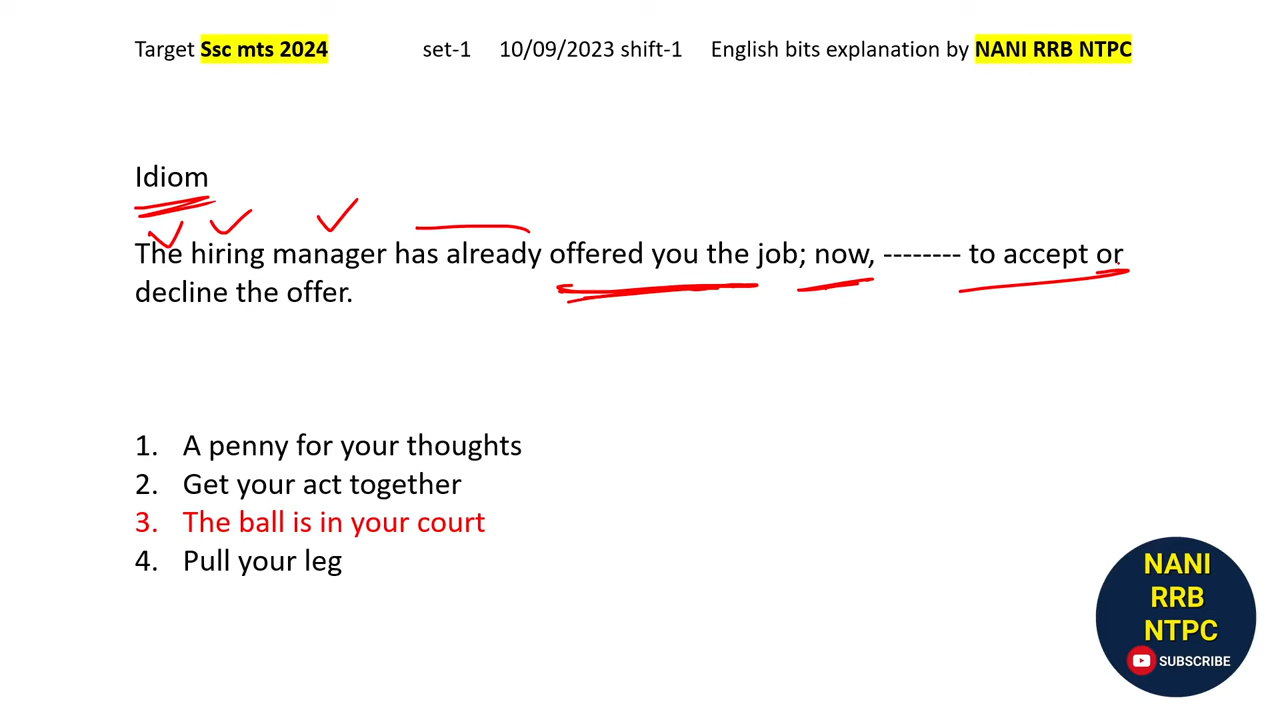 Target Ssc mts 2024 set-1 10/09/2023 shift-1 English bits explanation by NANI RRB NTPC
Idiom
The hiring manager has already offered you the job; now, -------- to accept or
decline the offer.
1. A penny for your thoughts
2. Get your act together
3. The ball is in your court
4. Pull your leg
NANI
RRB
NTPC
SUBSCRIBE